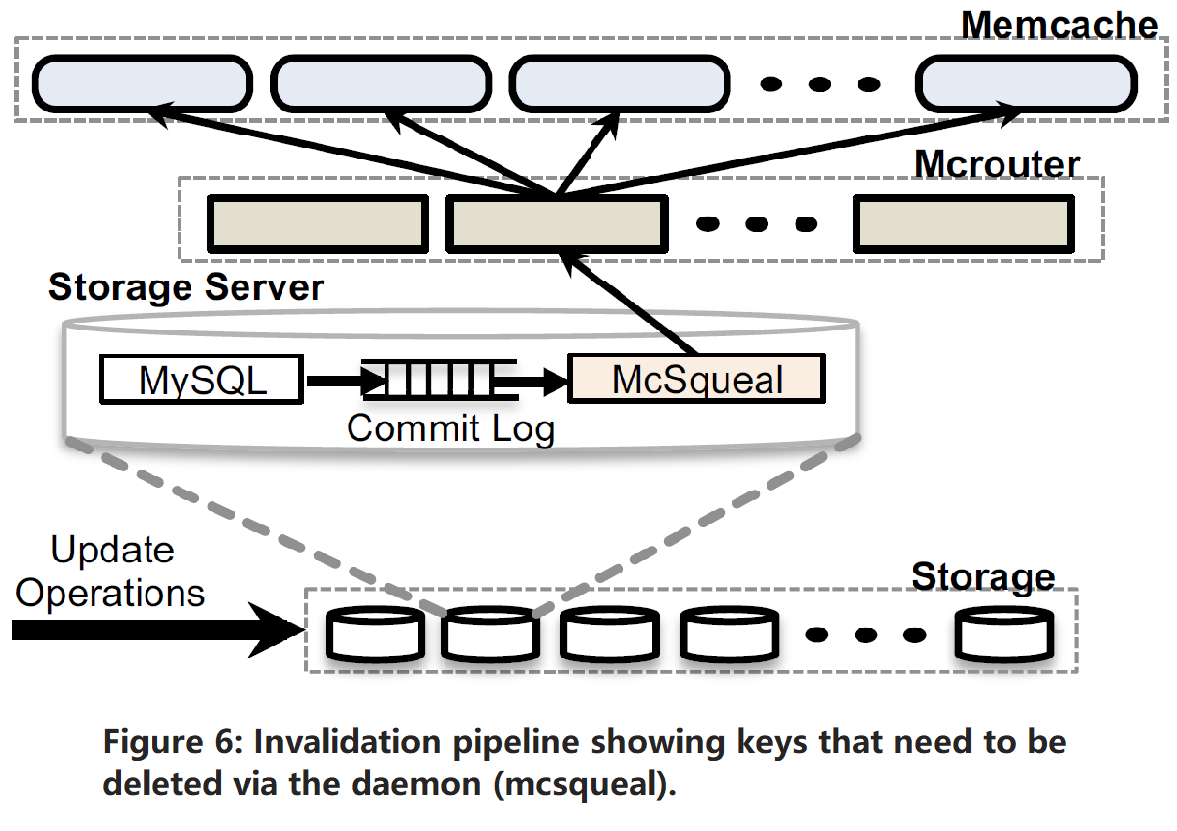 Memcache
Mcrouter
Storage Server
MySQL
McSqueal
Commit Log
Update
Operations
Storage
Figure 6: Invalidation pipeline showing keys that need to be
deleted via the daemon (mcsqueal).